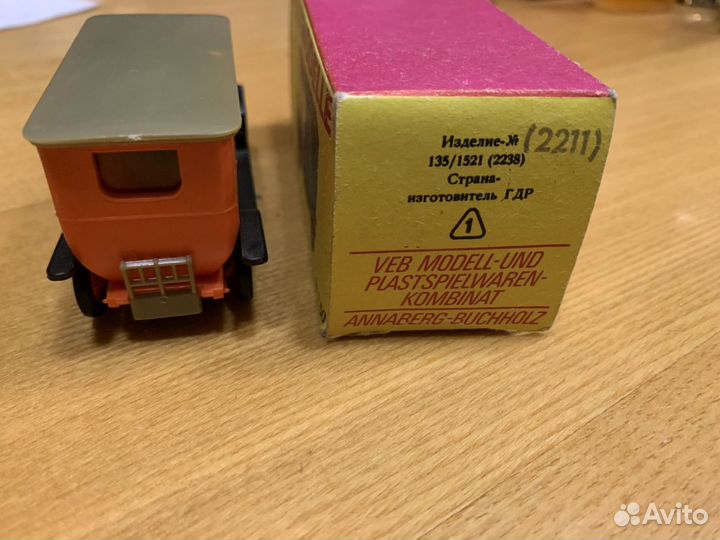 Изделие-№ (2211)
135/1521 (2238)
Страна-
изготовитель ГДР
1
VEB MODELL-UND
PLASTSPIELWAREN-
KOMBINAT
ANNABERG-BUCHHOLZ
Avito